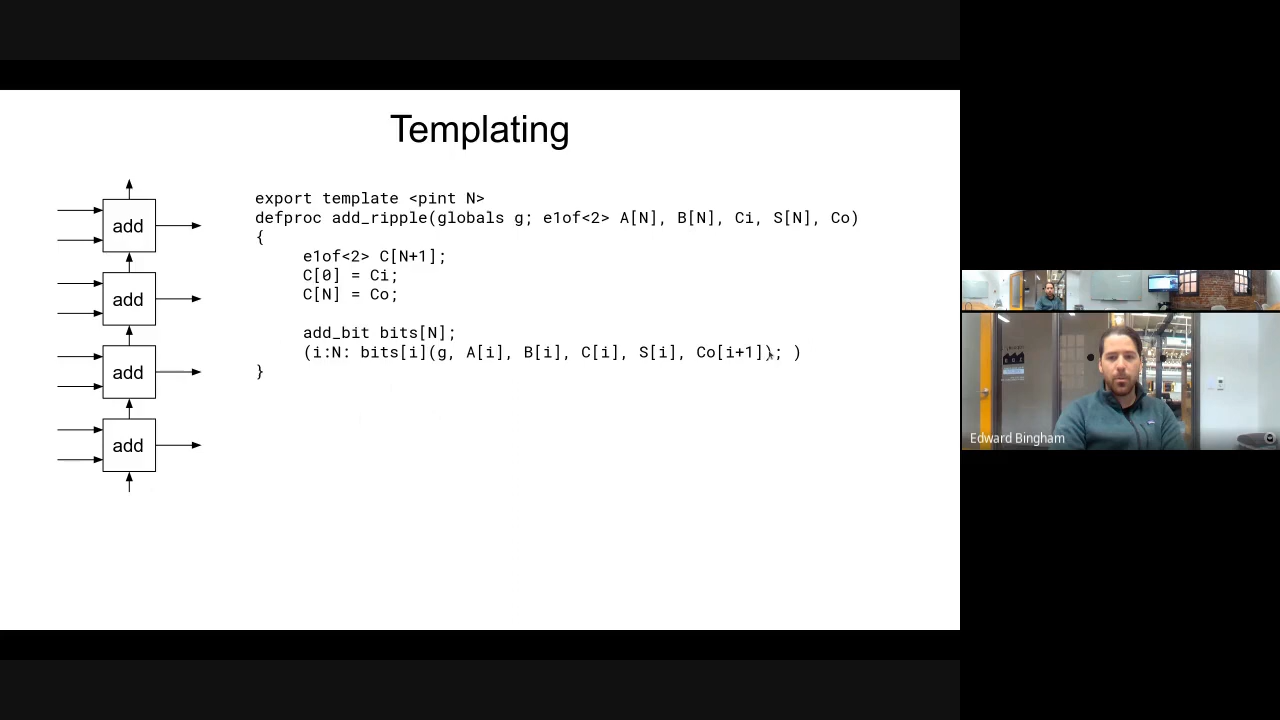 Templating
add
add
add
add
export template <pint N>
defproc add_ripple(globals g; e1of<2> A[N], B[N], Ci, S[N], Co)
{
e1of<2> C[N+1];
C[0] = Ci;
C[N] = Co;
add_bit bits[N];
(i:N: bits[i](g, A[i], B[i], C[i], S[i], Co[i+1]); )
}
Edward Bingham